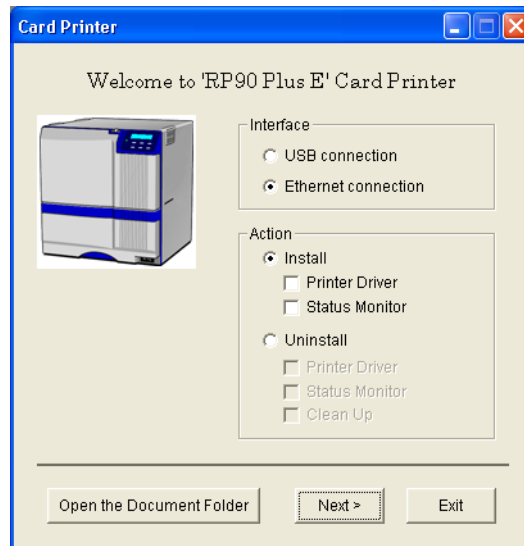 Card Printer
Welcome to 'RP90 Plus E' Card Printer
Interface
USB connection
Ethernet connection
Action
Install
Printer Driver
Status Monitor
Uninstall
Printer Driver
Status Monitor
Clean Up
Open the Document Folder
Next >
Exit